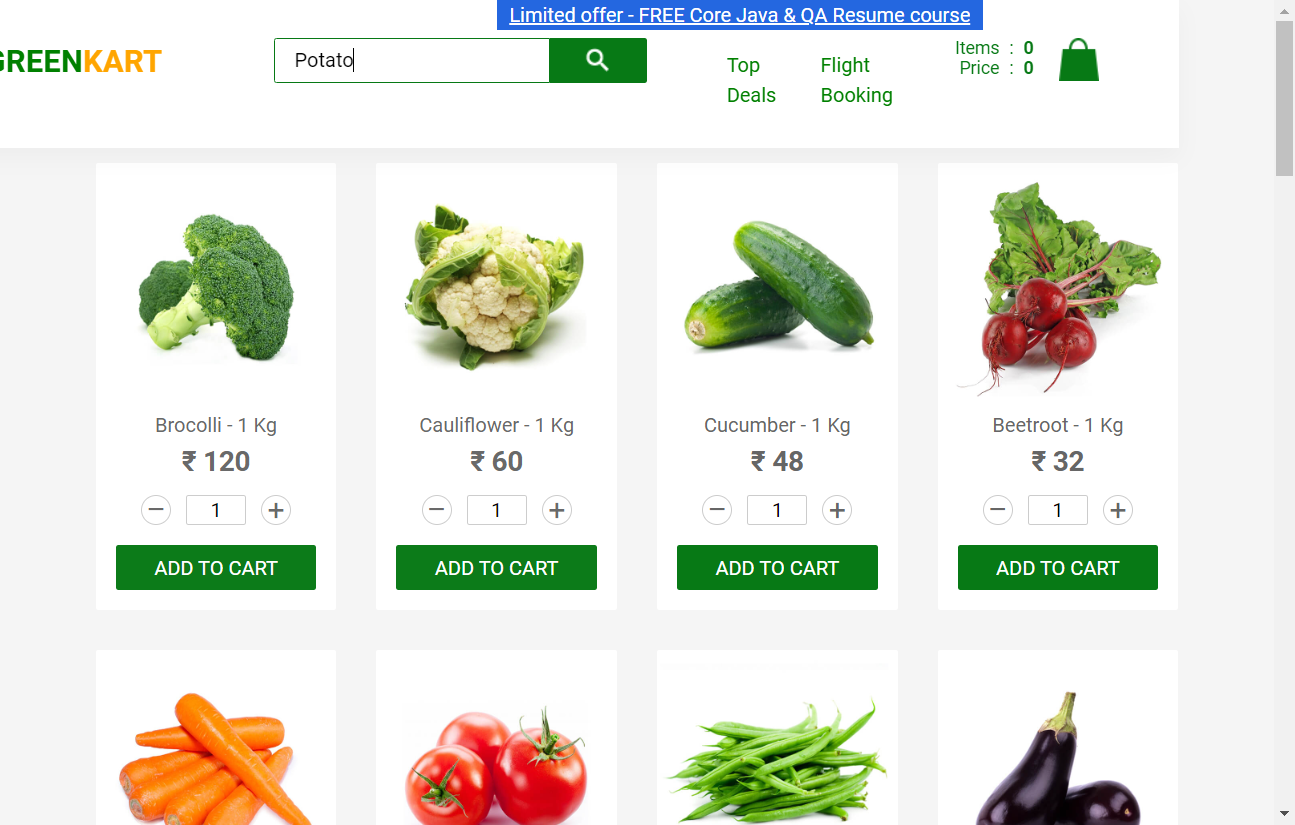 Limited offer - FREE Core Java & QA Resume course
GREENKART
Potato
Top Deals
Flight Booking
Items : 0
Price : 0
Brocolli - 1 Kg
₹ 120
− 1 +
ADD TO CART
Cauliflower - 1 Kg
₹ 60
− 1 +
ADD TO CART
Cucumber - 1 Kg
₹ 48
− 1 +
ADD TO CART
Beetroot - 1 Kg
₹ 32
− 1 +
ADD TO CART